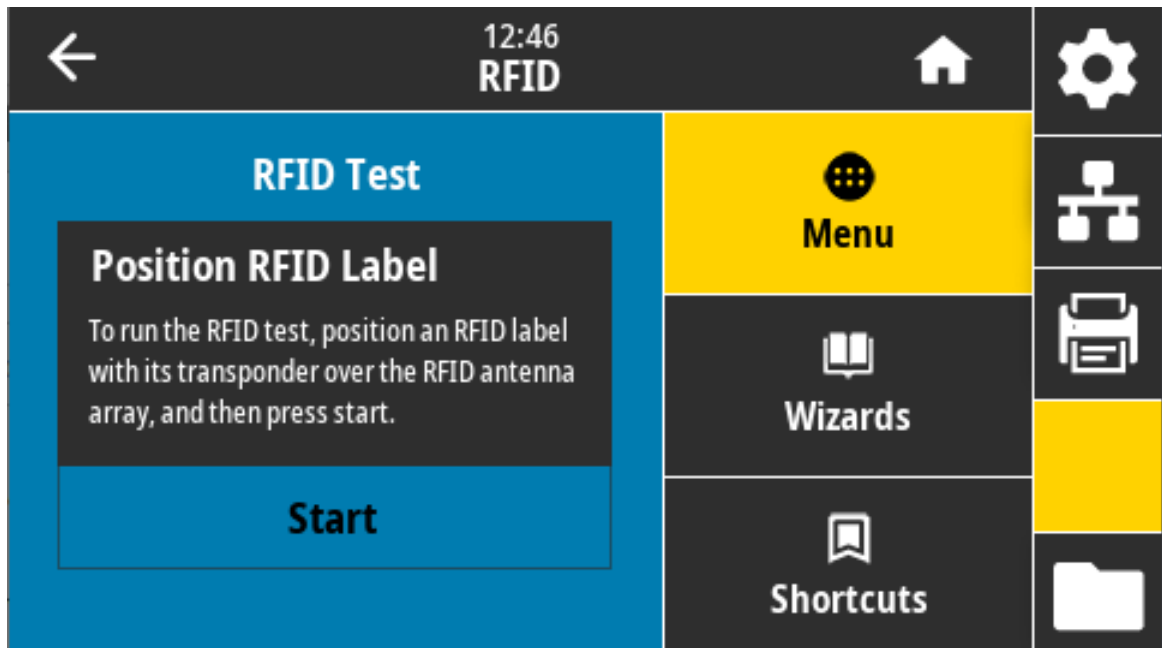 12:46
RFID
RFID Test
Position RFID Label
To run the RFID test, position an RFID label
with its transponder over the RFID antenna
array, and then press start.
Start
Menu
Wizards
Shortcuts